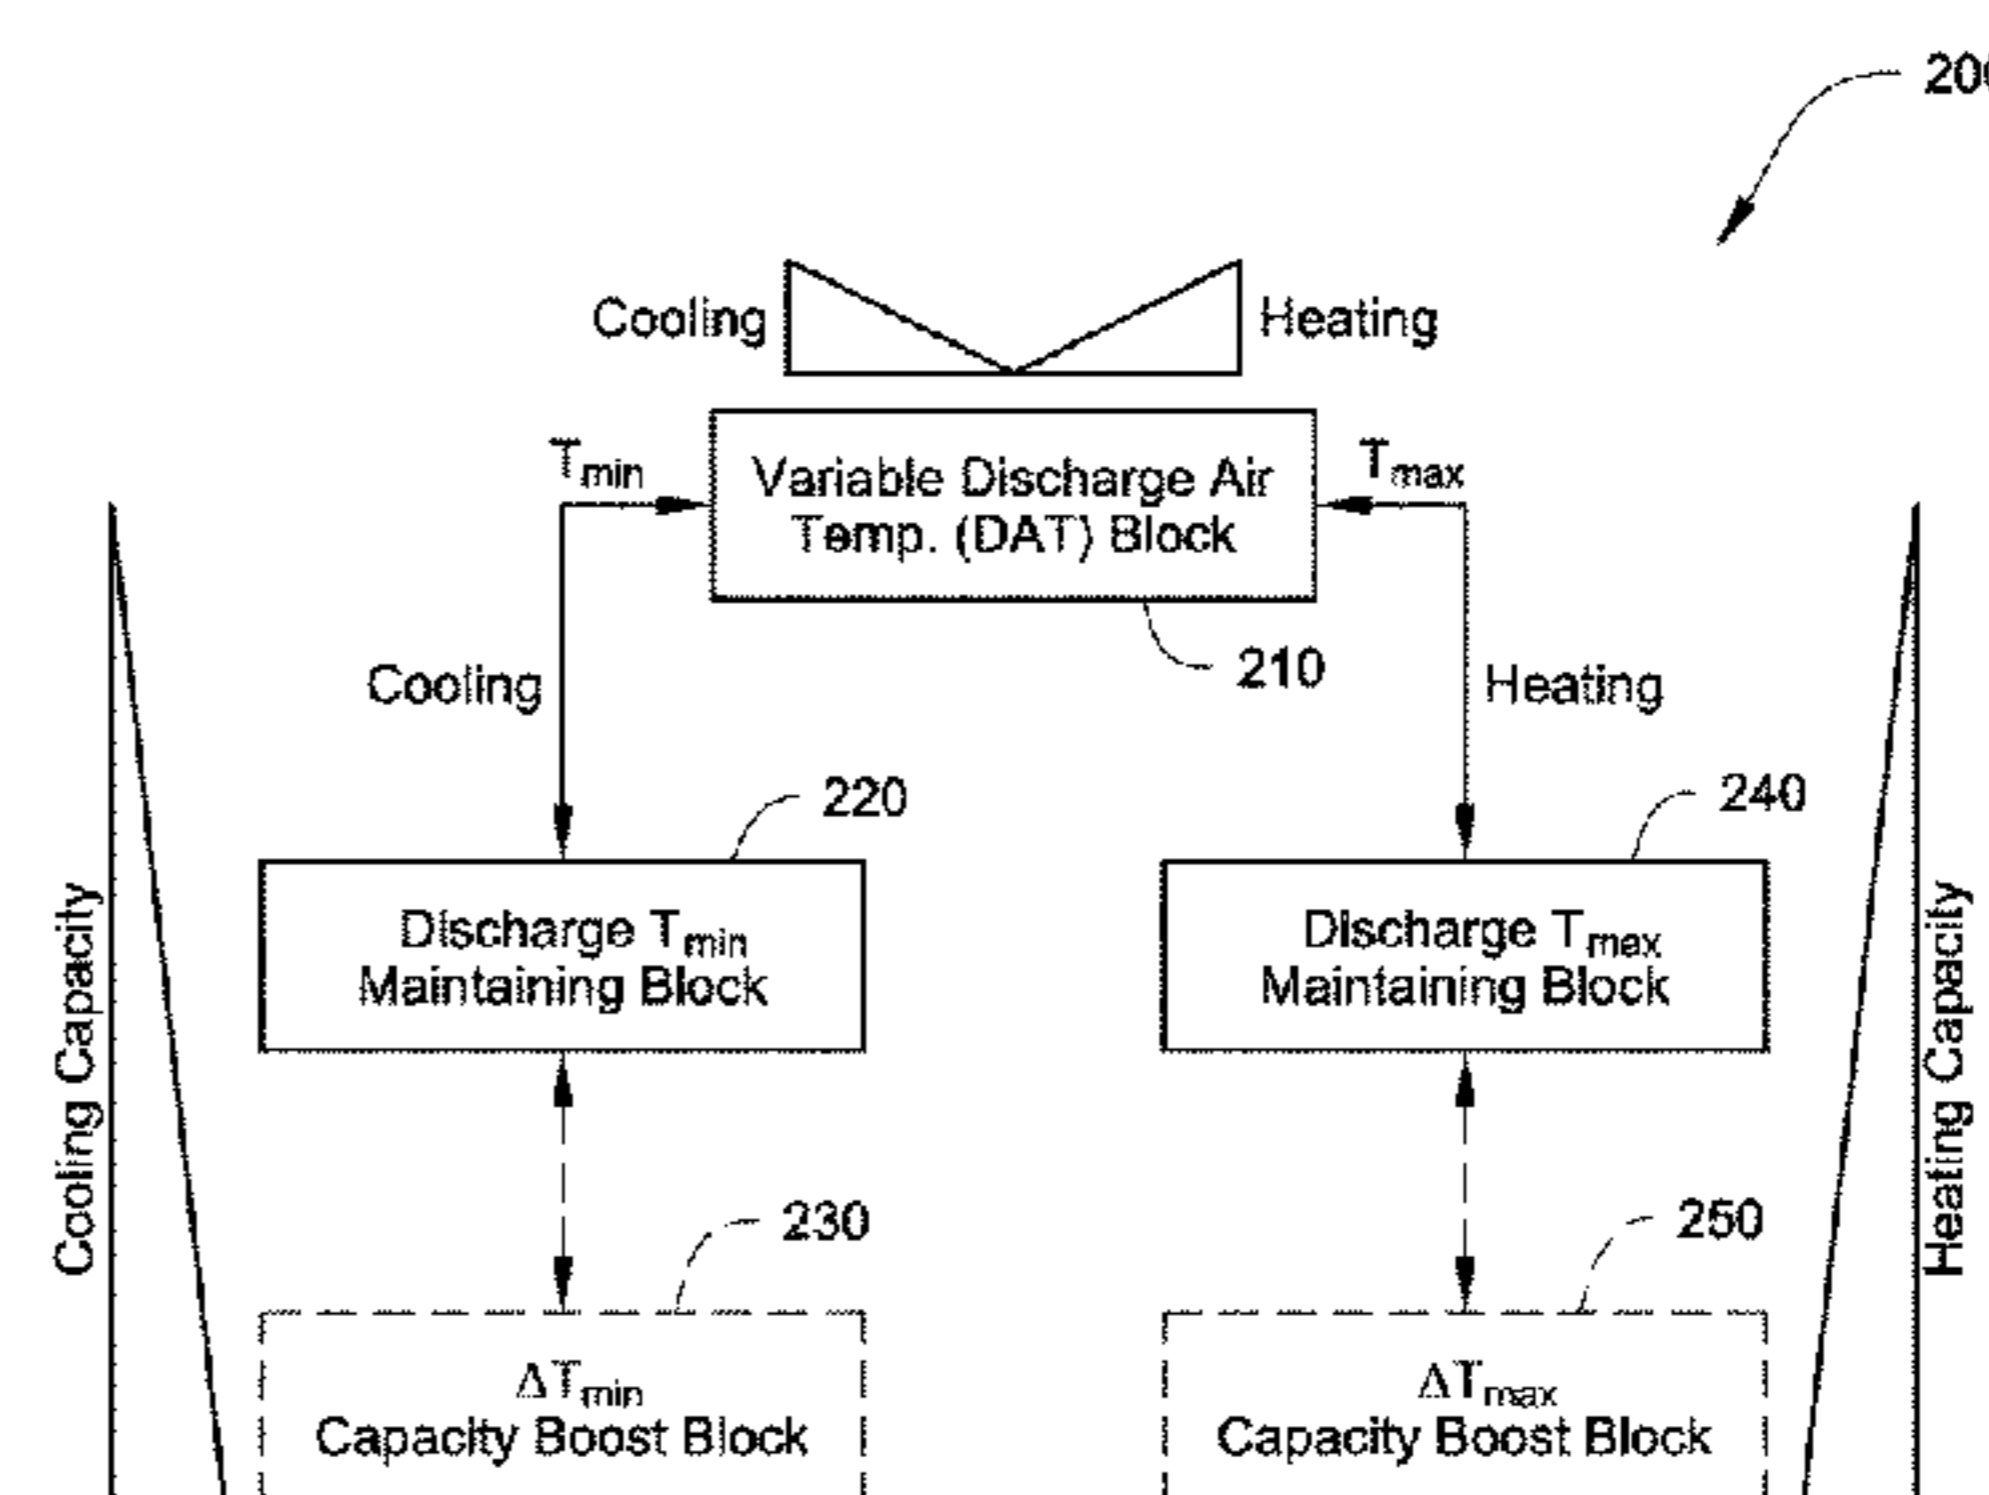 200
Cooling
Heating
Tmin
Variable Discharge Air
Temp. (DAT) Block
Tmax
210
Cooling
Heating
220
240
Discharge Tmin
Maintaining Block
Discharge Tmax
Maintaining Block
Cooling Capacity
Heating Capacity
230
250
ΔTmin
Capacity Boost Block
ΔTmax
Capacity Boost Block